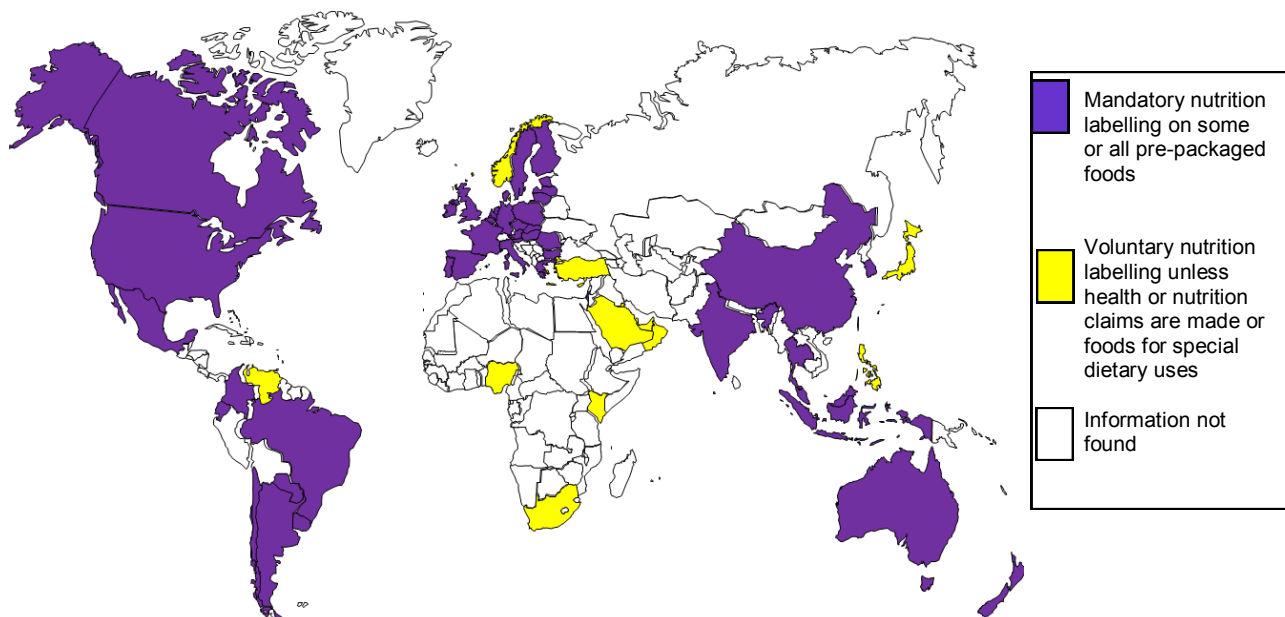 Mandatory nutrition
labelling on some
or all pre-packaged
foods
Voluntary nutrition
labelling unless
health or nutrition
claims are made or
foods for special
dietary uses
Information not
found